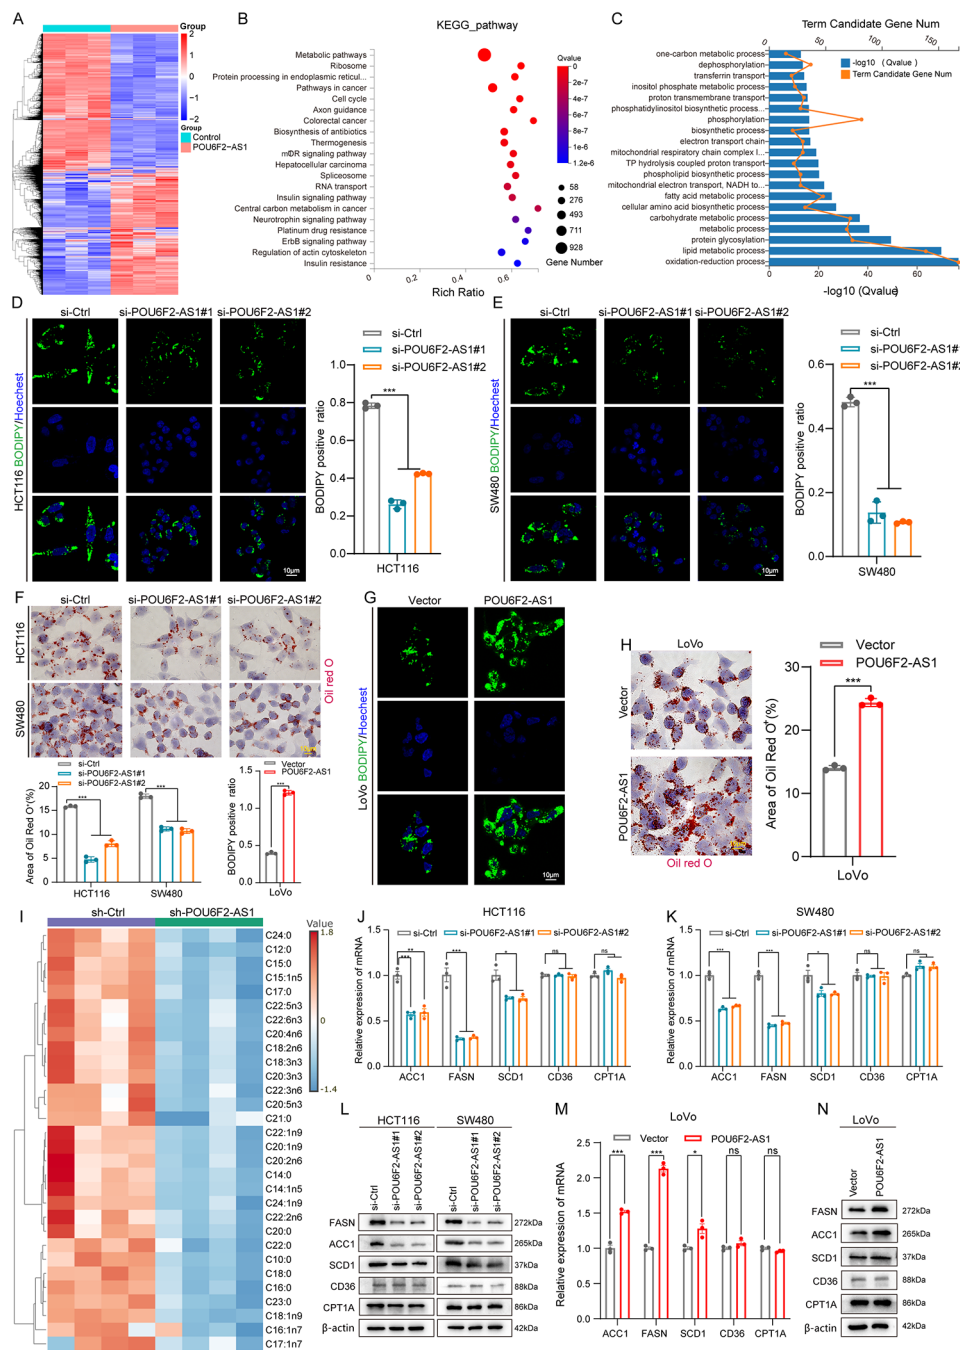 A
Group
2
1
0
−1
−2
Group
Control
POU6F2−AS1
B
KEGG_pathway
Metabolic pathways
Ribosome
Protein processing in endoplasmic reticul...
Pathways in cancer
Cell cycle
Axon guidance
Colorectal cancer
Biosynthesis of antibiotics
Thermogenesis
Hepatocellular carcinoma
Spliceosome
RNA transport
Insulin signaling pathway
Central carbon metabolism in cancer
Neurotrophin signaling pathway
Platinum drug resistance
ErbB signaling pathway
Regulation of actin cytoskeleton
Insulin resistance
0
0.2
0.4
0.6
Rich Ratio
Qvalue
0
2e-7
4e-7
6e-7
8e-7
1.0e-6
1.2e-6
58
276
493
711
928
Gene Number
C
Term Candidate Gene Num
0
50
100
150
-log10 (Qvalue)
Term Candidate Gene Num
one-carbon metabolic process
dephosphorylation
transferrin transport
inositol phosphate metabolic process
proton transmembrane transport
phosphatidylinositol biosynthetic process...
phosphorylation
biosynthetic process
electron transport chain
mitochondrial respiratory chain complex I...
TP hydrolysis coupled proton transport
phospholipid biosynthetic process
mitochondrial electron transport, NADH to...
fatty acid metabolic process
cellular amino acid biosynthetic process
carbohydrate metabolic process
metabolic process
protein glycosylation
lipid metabolic process
oxidation-reduction process
0
20
40
60
-log10 (Qvalue)
D
si-Ctrl
si-POU6F2-AS1#1
si-POU6F2-AS1#2
HCT116 BODIPY/Hoechest
10μm
si-Ctrl
si-POU6F2-AS1#1
si-POU6F2-AS1#2
BODIPY positive ratio
1.0
0.8
0.6
0.4
0.2
0.0
***
HCT116
E
si-Ctrl
si-POU6F2-AS1#1
si-POU6F2-AS1#2
SW480 BODIPY/Hoechest
10μm
si-Ctrl
si-POU6F2-AS1#1
si-POU6F2-AS1#2
BODIPY positive ratio
0.6
0.4
0.2
0.0
***
SW480
F
si-Ctrl
si-POU6F2-AS1#1
si-POU6F2-AS1#2
HCT116
SW480
Oil red O
si-Ctrl
si-POU6F2-AS1#1
si-POU6F2-AS1#2
Area of Oil Red O⁺(%)
20
15
10
5
0
***
***
HCT116
SW480
Vector
POU6F2-AS1
BODIPY positive ratio
1.5
1.0
0.5
0.0
***
LoVo
G
Vector
POU6F2-AS1
LoVo BODIPY/Hoechest
10μm
H
LoVo
Vector
POU6F2-AS1
Oil red O
Vector
POU6F2-AS1
Area of Oil Red O⁺(%)
30
20
10
0
***
LoVo
I
sh-Ctrl
sh-POU6F2-AS1
Value
1.8
0
−1.4
C24:0
C12:0
C15:0
C15:1n5
C17:0
C22:5n3
C22:6n3
C20:4n6
C18:2n6
C18:3n3
C20:3n3
C22:3n6
C20:5n3
C21:0
C22:1n9
C20:1n9
C20:2n6
C14:0
C14:1n5
C24:1n9
C22:2n6
C20:0
C22:0
C10:0
C18:0
C16:0
C23:0
C18:1n9
C16:1n7
C17:1n7
J
HCT116
si-Ctrl
si-POU6F2-AS1#1
si-POU6F2-AS1#2
Relative expression of mRNA
1.5
1.0
0.5
0.0
***
**
***
*
ns
ns
ACC1
FASN
SCD1
CD36
CPT1A
K
SW480
si-Ctrl
si-POU6F2-AS1#1
si-POU6F2-AS1#2
Relative expression of mRNA
1.5
1.0
0.5
0.0
***
***
*
ns
ns
ACC1
FASN
SCD1
CD36
CPT1A
L
HCT116
SW480
si-Ctrl
si-POU6F2-AS1#1
si-POU6F2-AS1#2
si-Ctrl
si-POU6F2-AS1#1
si-POU6F2-AS1#2
FASN
272kDa
ACC1
265kDa
SCD1
37kDa
CD36
88kDa
CPT1A
86kDa
β-actin
42kDa
M
LoVo
Vector
POU6F2-AS1
Relative expression of mRNA
2.5
2.0
1.5
1.0
0.5
0.0
***
***
*
ns
ns
ACC1
FASN
SCD1
CD36
CPT1A
N
LoVo
Vector
POU6F2-AS1
FASN
272kDa
ACC1
265kDa
SCD1
37kDa
CD36
88kDa
CPT1A
86kDa
β-actin
42kDa